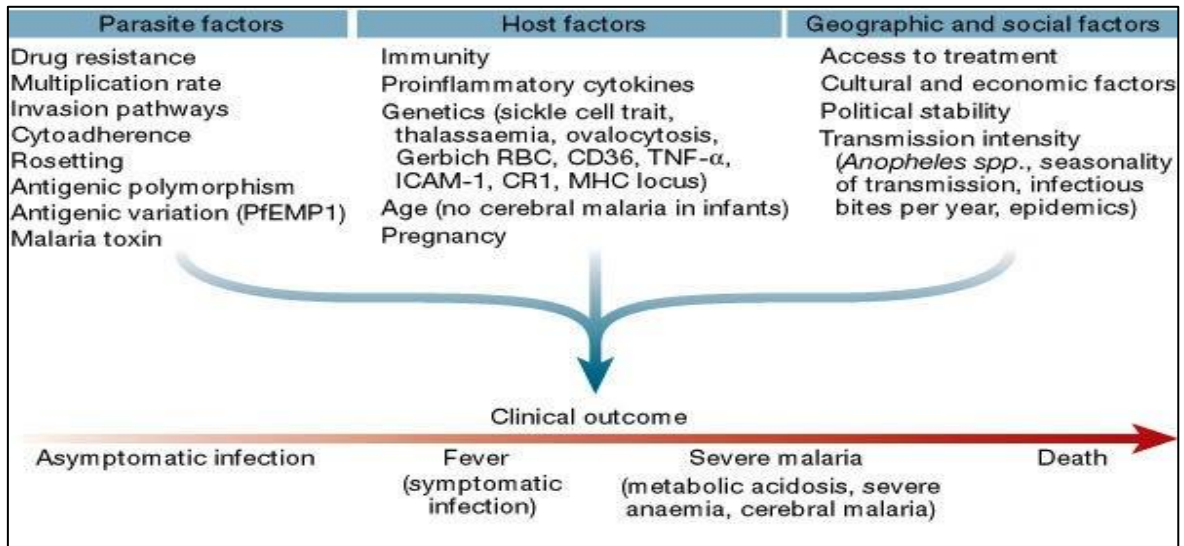 Parasite factors
Drug resistance
Multiplication rate
Invasion pathways
Cytoadherence
Rosetting
Antigenic polymorphism
Antigenic variation (PfEMP1)
Malaria toxin
Host factors
Immunity
Proinflammatory cytokines
Genetics (sickle cell trait,
thalassaemia, ovalocytosis,
Gerbich RBC, CD36, TNF-α,
ICAM-1, CR1, MHC locus)
Age (no cerebral malaria in infants)
Pregnancy
Geographic and social factors
Access to treatment
Cultural and economic factors
Political stability
Transmission intensity
(Anopheles spp., seasonality
of transmission, infectious
bites per year, epidemics)
Clinical outcome
Asymptomatic infection
Fever
(symptomatic
infection)
Severe malaria
(metabolic acidosis, severe
anaemia, cerebral malaria)
Death